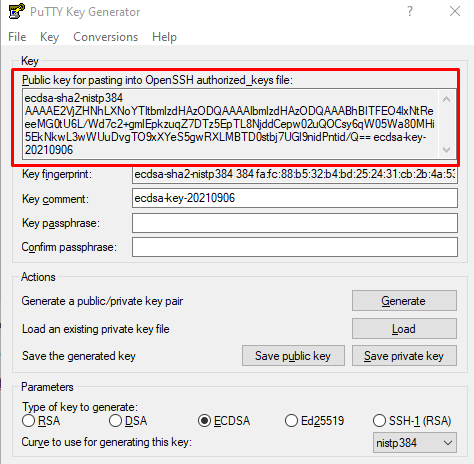 PuTTY Key Generator
File Key Conversions Help
Key
Public key for pasting into OpenSSH authorized_keys file:
ecdsa-sha2-nistp384
AAAAE2VjZHNhLXNoYTItbmlzdHAzODQAAAAIbmlzdHAzODQAAABhBITFEO4lxNtRe
eeMG0tU6L/Wd7c2+gmIEpkzuqZ7DTz5EpTL8NjddCepw02uQOCsy6qW05Wa80MHi
5EkNkwL3wWUuDvgTO9xXYeS5gwRXLMBTD0stbj7UGl9nidPntid/Q== ecdsa-key-
20210906
Key fingerprint: ecdsa-sha2-nistp384 384 fa:fc:88:b5:32:b4:bd:25:24:31:cb:2b:4a:53
Key comment: ecdsa-key-20210906
Key passphrase:
Confirm passphrase:
Actions
Generate a public/private key pair Generate
Load an existing private key file Load
Save the generated key Save public key Save private key
Parameters
Type of key to generate:
RSA DSA ECDSA Ed25519 SSH-1 (RSA)
Curve to use for generating this key: nistp384